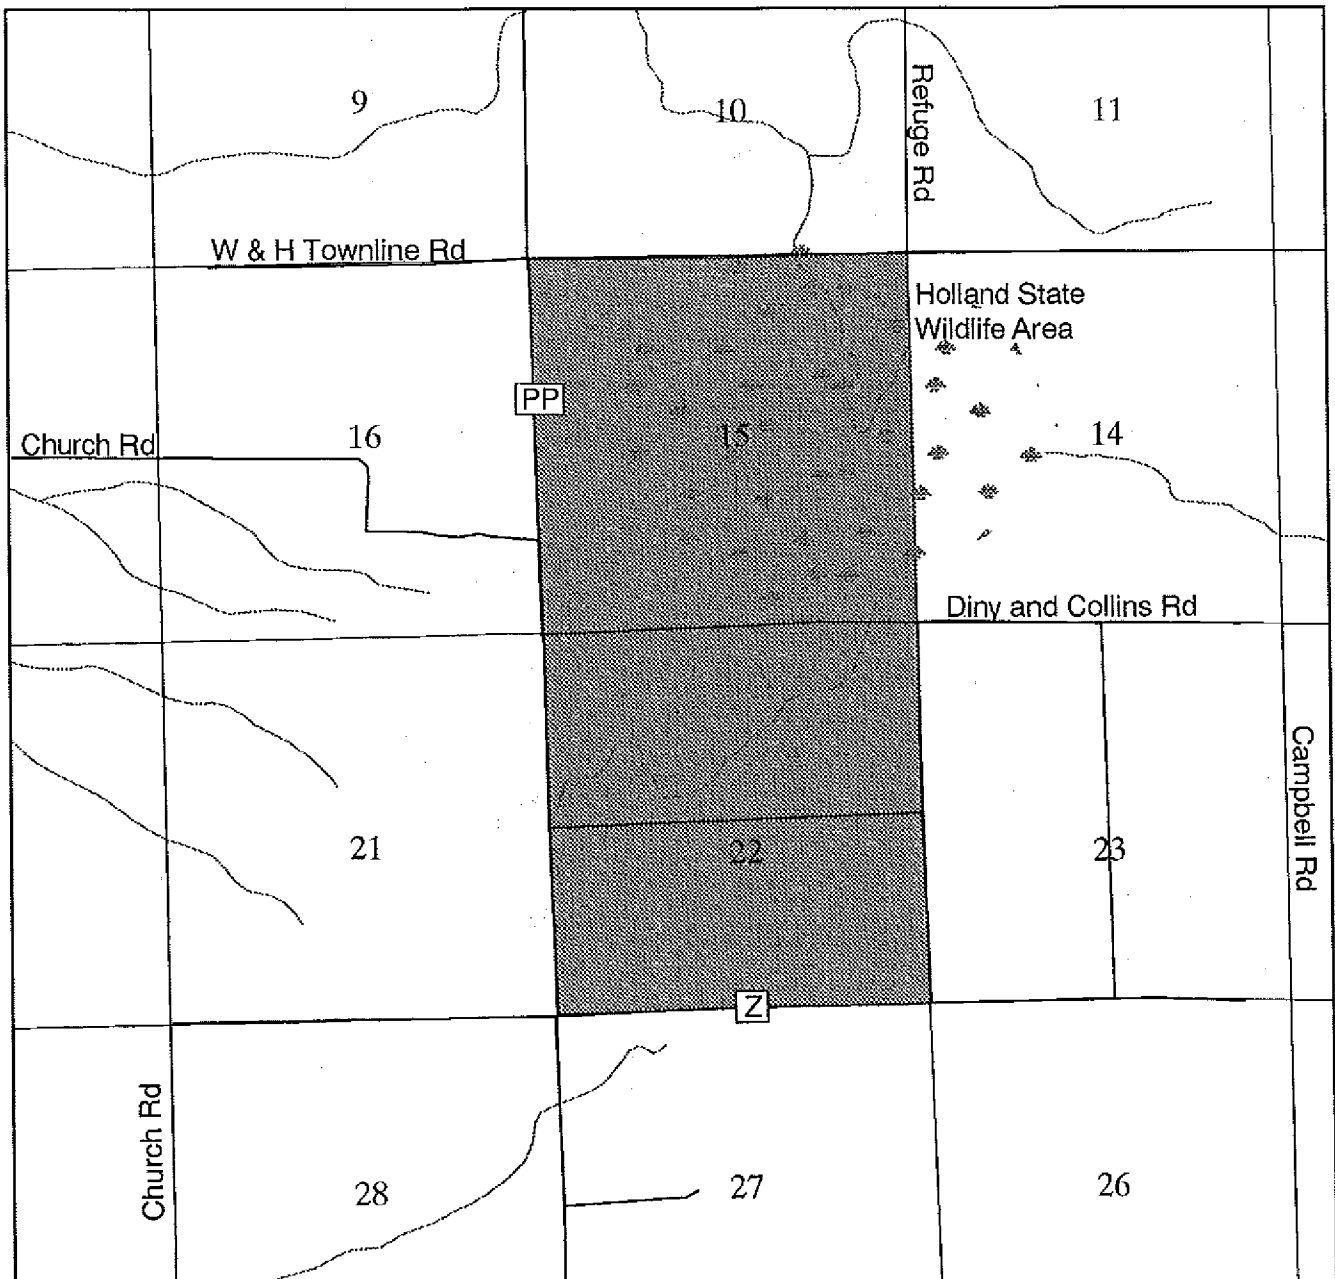 9
10
11
Refuge Rd
W & H Townline Rd
Holland State
Wildlife Area
PP
Church Rd
16
15
14
Diny and Collins Rd
Campbell Rd
21
22
23
Z
Church Rd
28
27
26